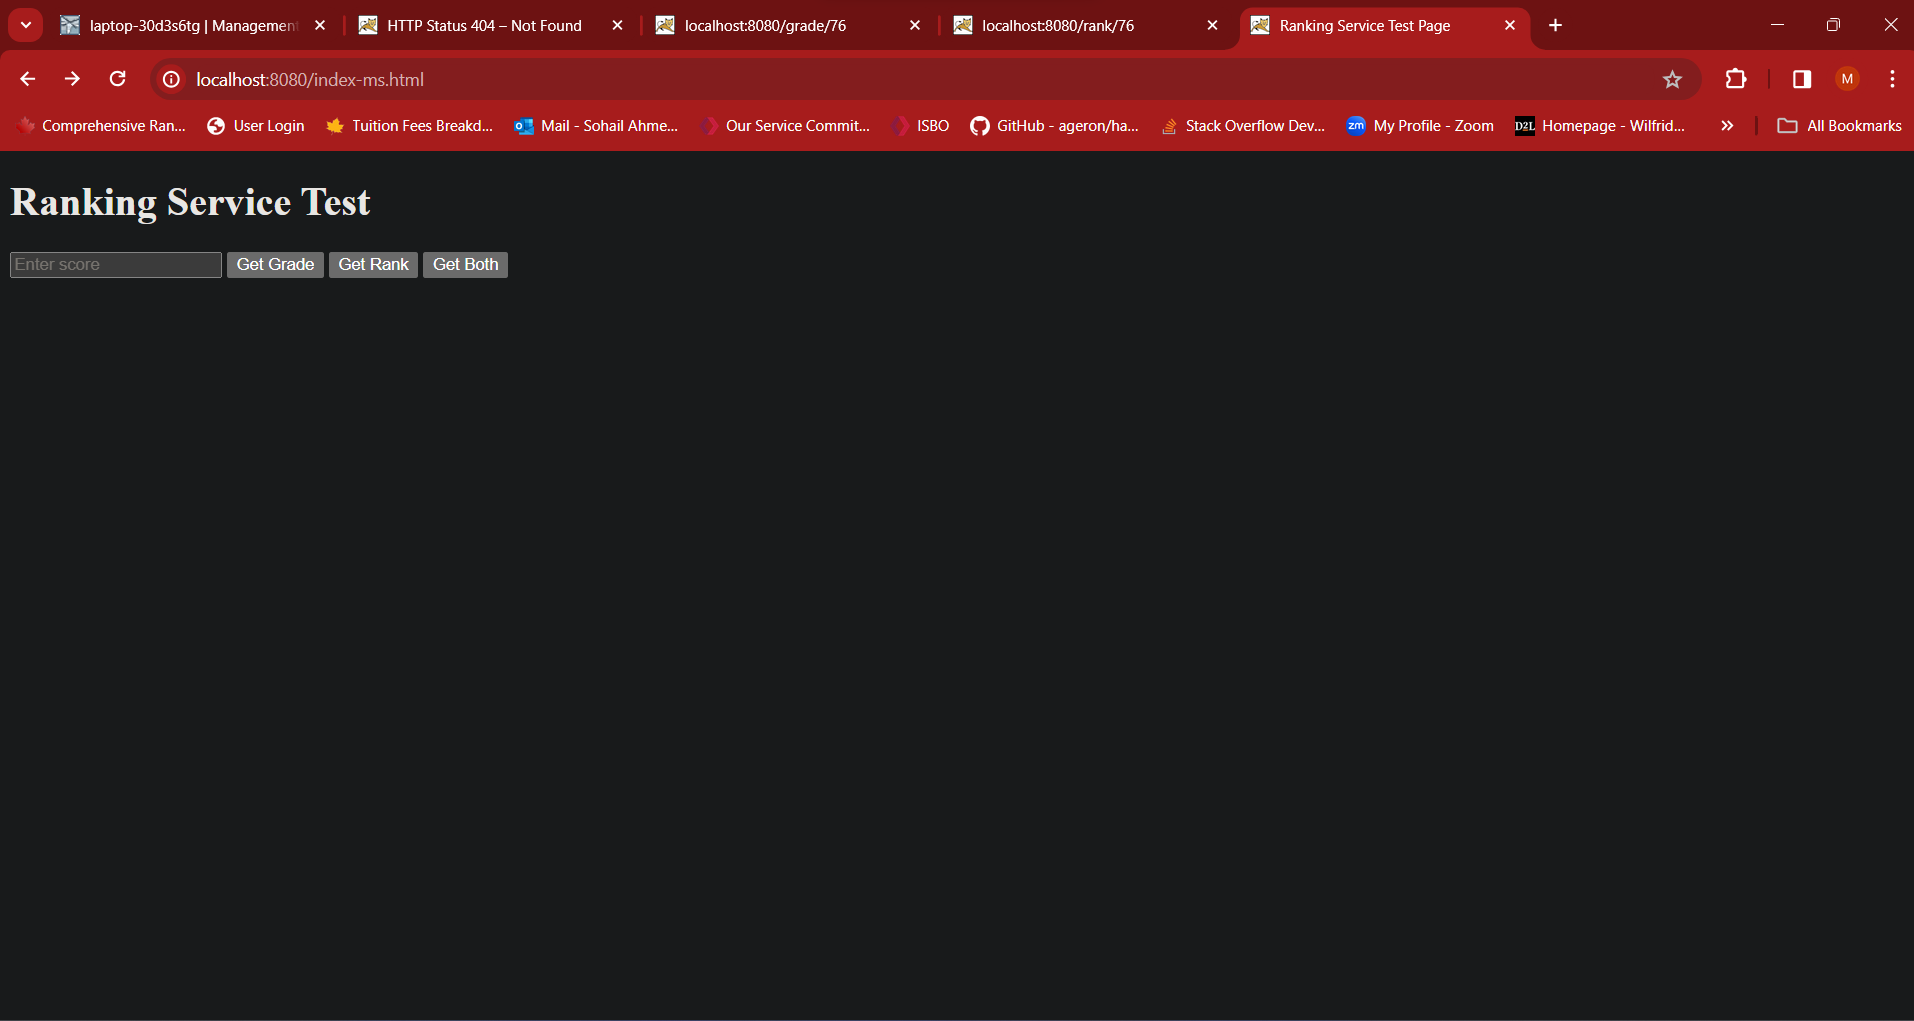 laptop-30d3s6tg | Management
HTTP Status 404 – Not Found
localhost:8080/grade/76
localhost:8080/rank/76
Ranking Service Test Page
localhost:8080/index-ms.html
M
Comprehensive Ran...
User Login
Tuition Fees Breakd...
Mail - Sohail Ahme...
Our Service Commit...
ISBO
GitHub - ageron/ha...
Stack Overflow Dev...
zm
My Profile - Zoom
D2L
Homepage - Wilfrid...
All Bookmarks
Ranking Service Test
Enter score
Get Grade
Get Rank
Get Both